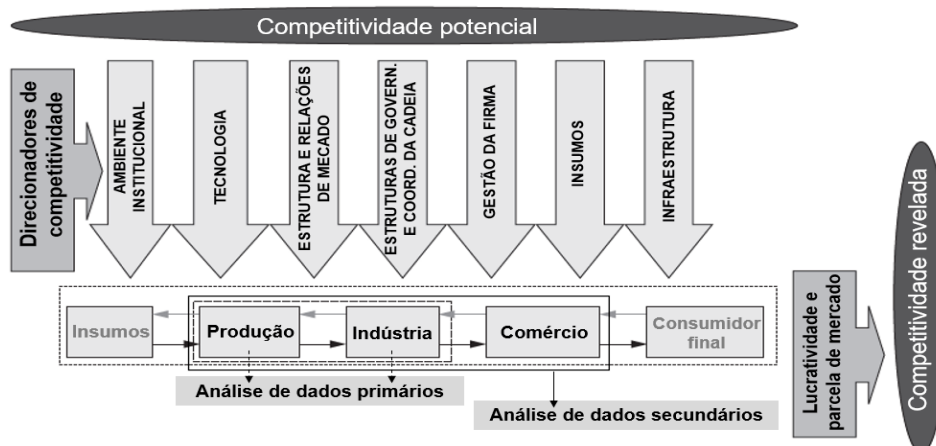 Competitividade potencial
Direcionadores de
competitividade
AMBIENTE
INSTITUCIONAL
TECNOLOGIA
ESTRUTURA E RELAÇÕES
DE MECADO
ESTRUTURAS DE GOVERN.
E COORD. DA CADEIA
GESTÃO DA FIRMA
INSUMOS
INFRAESTRUTURA
Insumos
Produção
Indústria
Comércio
Consumidor
final
Análise de dados primários
Análise de dados secundários
Lucratividade e
parcela de mercado
Competitividade revelada